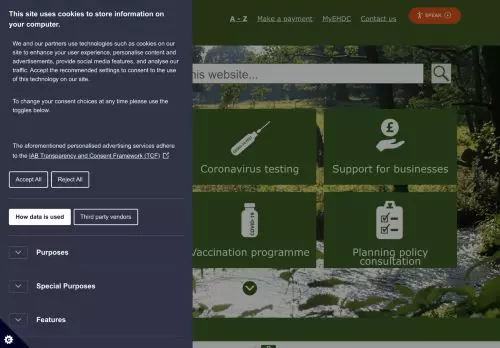 This site uses cookies to store information on
your computer.
We and our partners use technologies such as cookies on our
site to enhance your user experience, personalise content and
advertisements, provide social media features, and analyse our
traffic. Accept the recommended settings to consent to the use
of this technology on our site.
To change your consent choices at any time please use the
toggles below.
The aforementioned personalised advertising services adhere
to the IAB Transparency and Consent Framework (TCF)
Accept All Reject All
How data is used Third party vendors
Purposes
Special Purposes
Features
A - Z Make a payment MyEHDC Contact us SPEAK
his website...
Coronavirus testing
Support for businesses
COVID-19
Vaccination programme
Planning policy
consultation